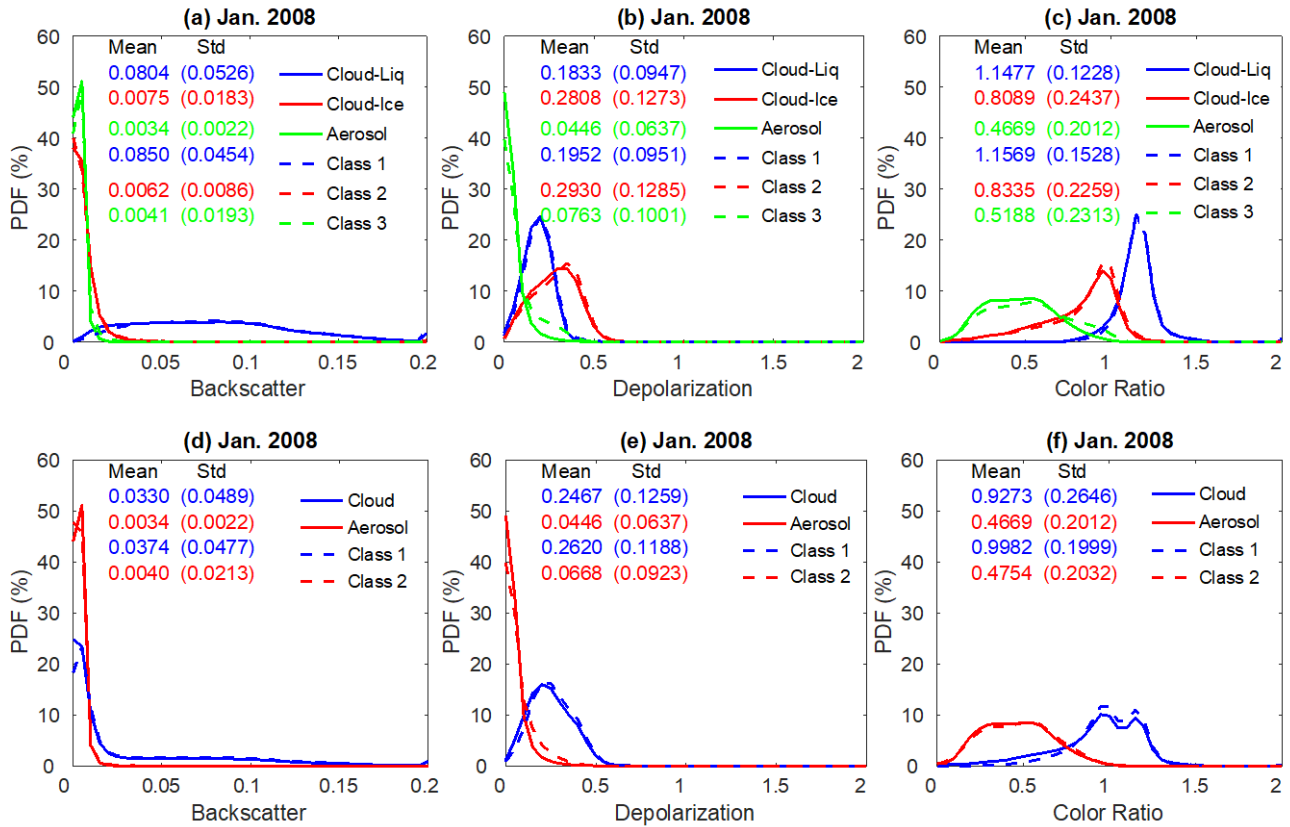 (a) Jan. 2008
60
50
40
30
20
10
0
PDF (%)
Mean Std
0.0804 (0.0526)
0.0075 (0.0183)
0.0034 (0.0022)
0.0850 (0.0454)
0.0062 (0.0086)
0.0041 (0.0193)
Cloud-Liq
Cloud-Ice
Aerosol
Class 1
Class 2
Class 3
0 0.05 0.1 0.15 0.2
Backscatter
(b) Jan. 2008
60
50
40
30
20
10
0
PDF (%)
Mean Std
0.1833 (0.0947)
0.2808 (0.1273)
0.0446 (0.0637)
0.1952 (0.0951)
0.2930 (0.1285)
0.0763 (0.1001)
Cloud-Liq
Cloud-Ice
Aerosol
Class 1
Class 2
Class 3
0 0.5 1 1.5 2
Depolarization
(c) Jan. 2008
60
50
40
30
20
10
0
PDF (%)
Mean Std
1.1477 (0.1228)
0.8089 (0.2437)
0.4669 (0.2012)
1.1569 (0.1528)
0.8335 (0.2259)
0.5188 (0.2313)
Cloud-Liq
Cloud-Ice
Aerosol
Class 1
Class 2
Class 3
0 0.5 1 1.5 2
Color Ratio
(d) Jan. 2008
60
50
40
30
20
10
0
PDF (%)
Mean Std
0.0330 (0.0489)
0.0034 (0.0022)
0.0374 (0.0477)
0.0040 (0.0213)
Cloud
Aerosol
Class 1
Class 2
0 0.05 0.1 0.15 0.2
Backscatter
(e) Jan. 2008
60
50
40
30
20
10
0
PDF (%)
Mean Std
0.2467 (0.1259)
0.0446 (0.0637)
0.2620 (0.1188)
0.0668 (0.0923)
Cloud
Aerosol
Class 1
Class 2
0 0.5 1 1.5 2
Depolarization
(f) Jan. 2008
60
50
40
30
20
10
0
PDF (%)
Mean Std
0.9273 (0.2646)
0.4669 (0.2012)
0.9982 (0.1999)
0.4754 (0.2032)
Cloud
Aerosol
Class 1
Class 2
0 0.5 1 1.5 2
Color Ratio